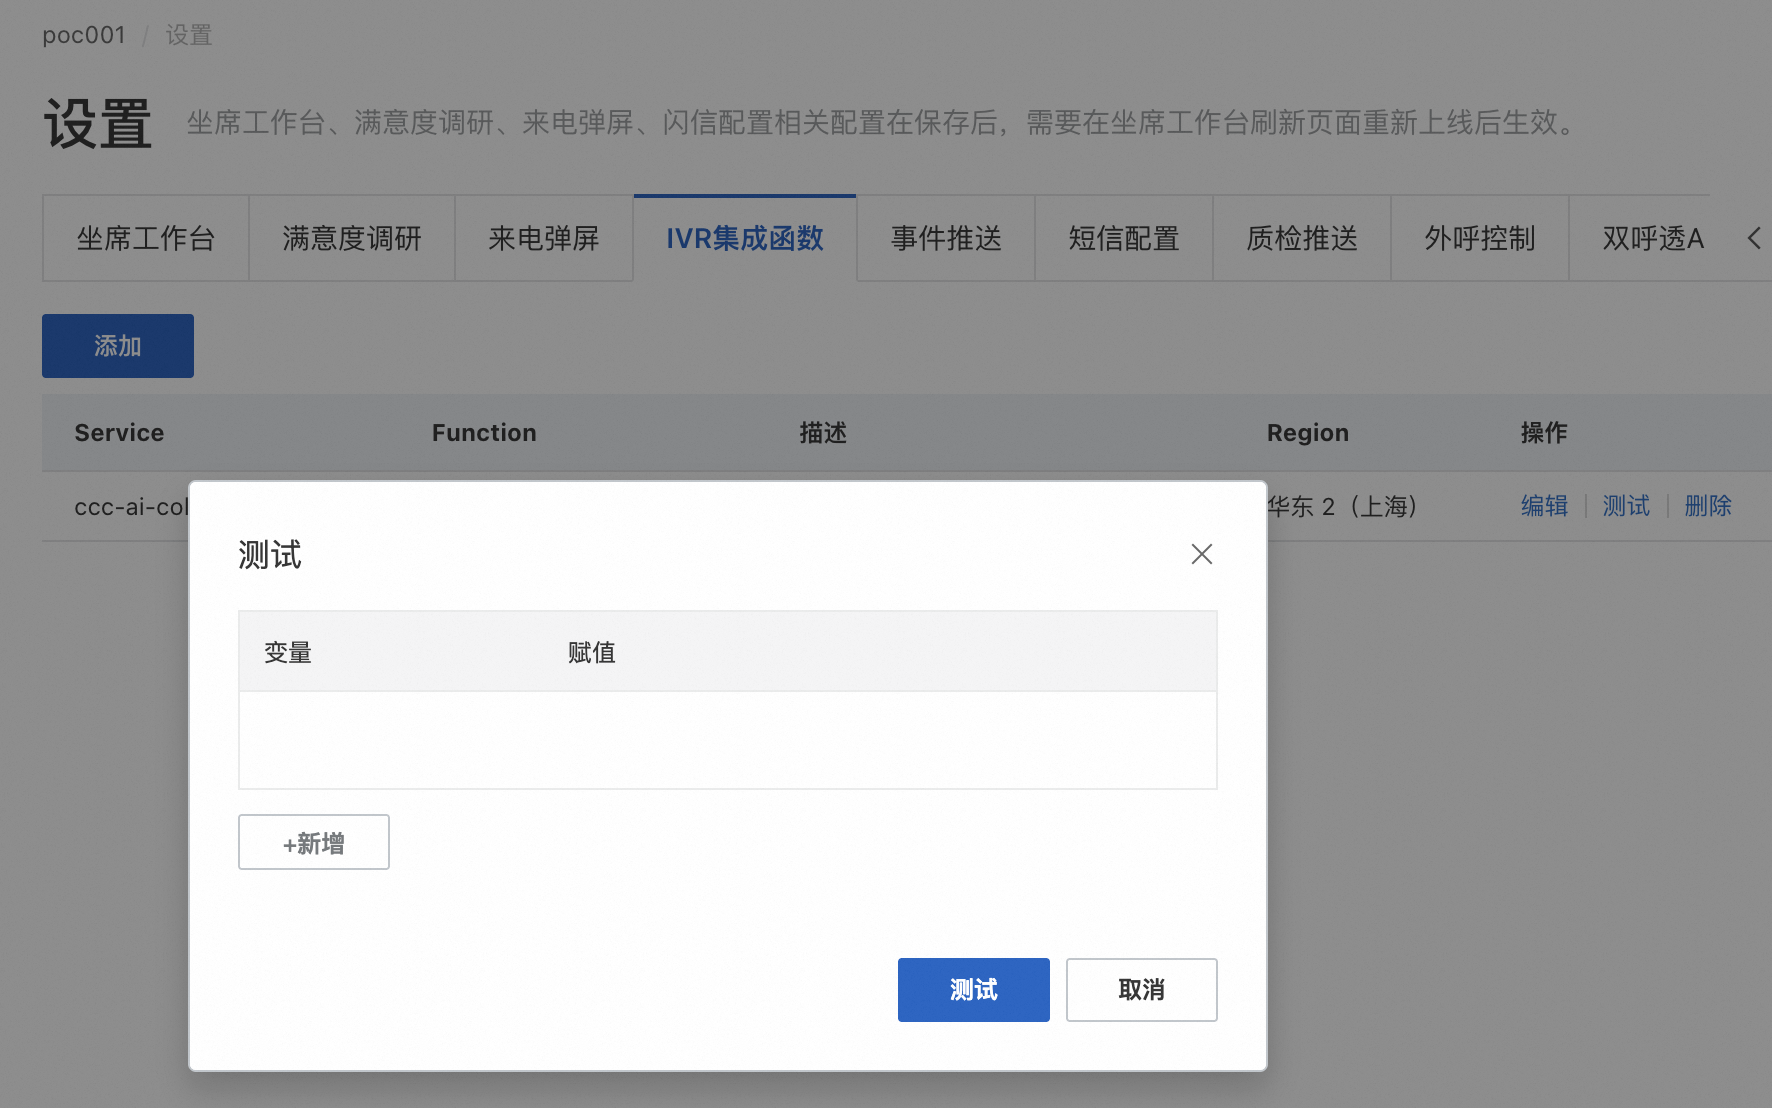 poc001 / 设置
设置 坐席工作台、满意度调研、来电弹屏、闪信配置相关配置在保存后，需要在坐席工作台刷新页面重新上线后生效。
坐席工作台 满意度调研 来电弹屏 IVR集成函数 事件推送 短信配置 质检推送 外呼控制 双呼透A
添加
Service Function 描述 Region 操作
ccc-ai-col 华东 2（上海） 编辑 测试 删除
测试
变量 赋值
+新增
测试 取消